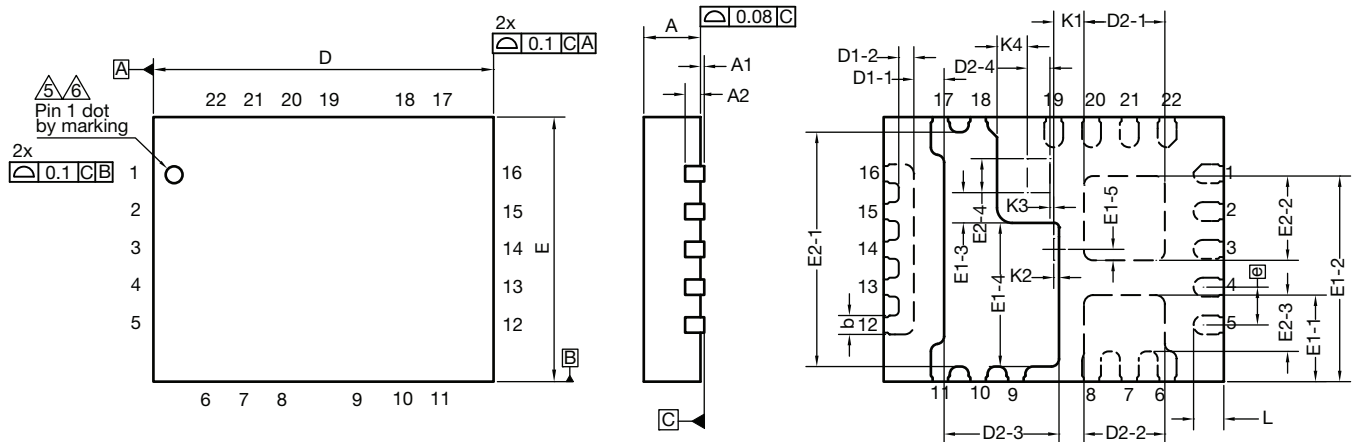 2x
⌓ 0.1 C A
D
A
5 6
Pin 1 dot
by marking
2x
⌓ 0.1 C B
22 21 20 19 18 17
1
2
3
4
5
16
15
14
13
12
E
B
6 7 8 9 10 11
A
⌓ 0.08 C
A1
A2
C
K1 D2-1
K4
D1-2
D2-4
D1-1
17 18 19 20 21 22
16
15
14
13
12
1
2
3
4
5
E2-1
b
E1-3
E2-4
K3
E1-4
K2
E1-5
E2-2
E1-2
e
E2-3
E1-1
11 10 9 8 7 6
L
D2-3
D2-2